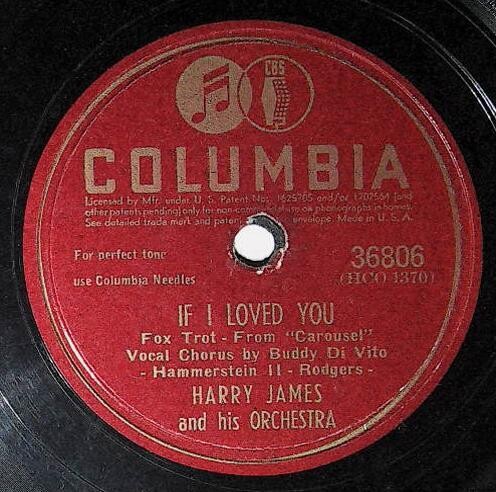 CBS
COLUMBIA
Licensed by Mfr. under U. S. Patent Nos. 1625705 and/or 1702564 (and
other patents pending) only for non-commercial use on phonographs in homes.
See detailed trade mark and patent envelope. Made in U. S. A.
For perfect tone
use Columbia Needles
36806
(HCO 1370)
IF I LOVED YOU
Fox Trot - From "Carousel"
Vocal Chorus by Buddy Di Vito
- Hammerstein II - Rodgers -
HARRY JAMES
and his ORCHESTRA